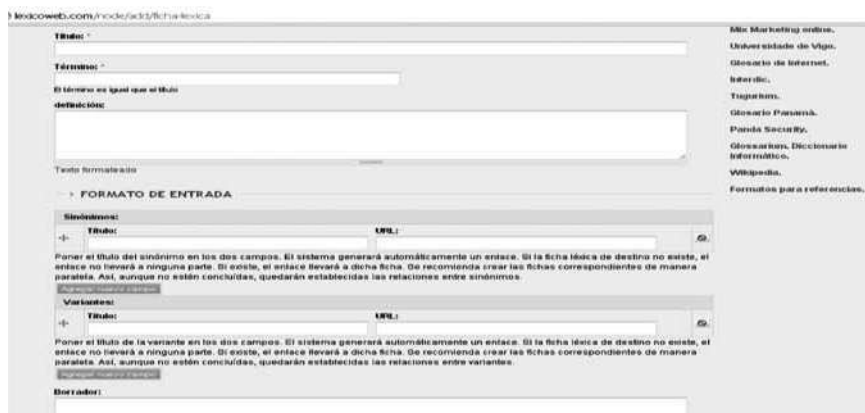 lexicoweb.com/node/add/ficha-lexica
Título: *
Término: *
El término es igual que el título
definición:
Texto formateado
FORMATO DE ENTRADA
Sinónimos:
Título: URL:
Poner el título del sinónimo en los dos campos. El sistema generará automáticamente un enlace. Si la ficha léxica de destino no existe, el
enlace no llevará a ninguna parte. Si existe, el enlace llevará a dicha ficha. Se recomienda crear las fichas correspondientes de manera
paralela. Así, aunque no estén concluídas, quedarán establecidas las relaciones entre sinónimos.
Agregar nuevo campo
Variantes:
Título: URL:
Poner el título de la variante en los dos campos. El sistema generará automáticamente un enlace. Si la ficha léxica de destino no existe, el
enlace no llevará a ninguna parte. Si existe, el enlace llevará a dicha ficha. Se recomienda crear las fichas correspondientes de manera
paralela. Así, aunque no estén concluídas, quedarán establecidas las relaciones entre variantes.
Agregar nuevo campo
Borrador:
Mix Marketing online.
Universidade de Vigo.
Glosario de Internet.
Interdic.
Tugurium.
Glosario Panamá.
Panda Security.
Glossarium. Diccionario
Informático.
Wikipedia.
Formatos para referencias.